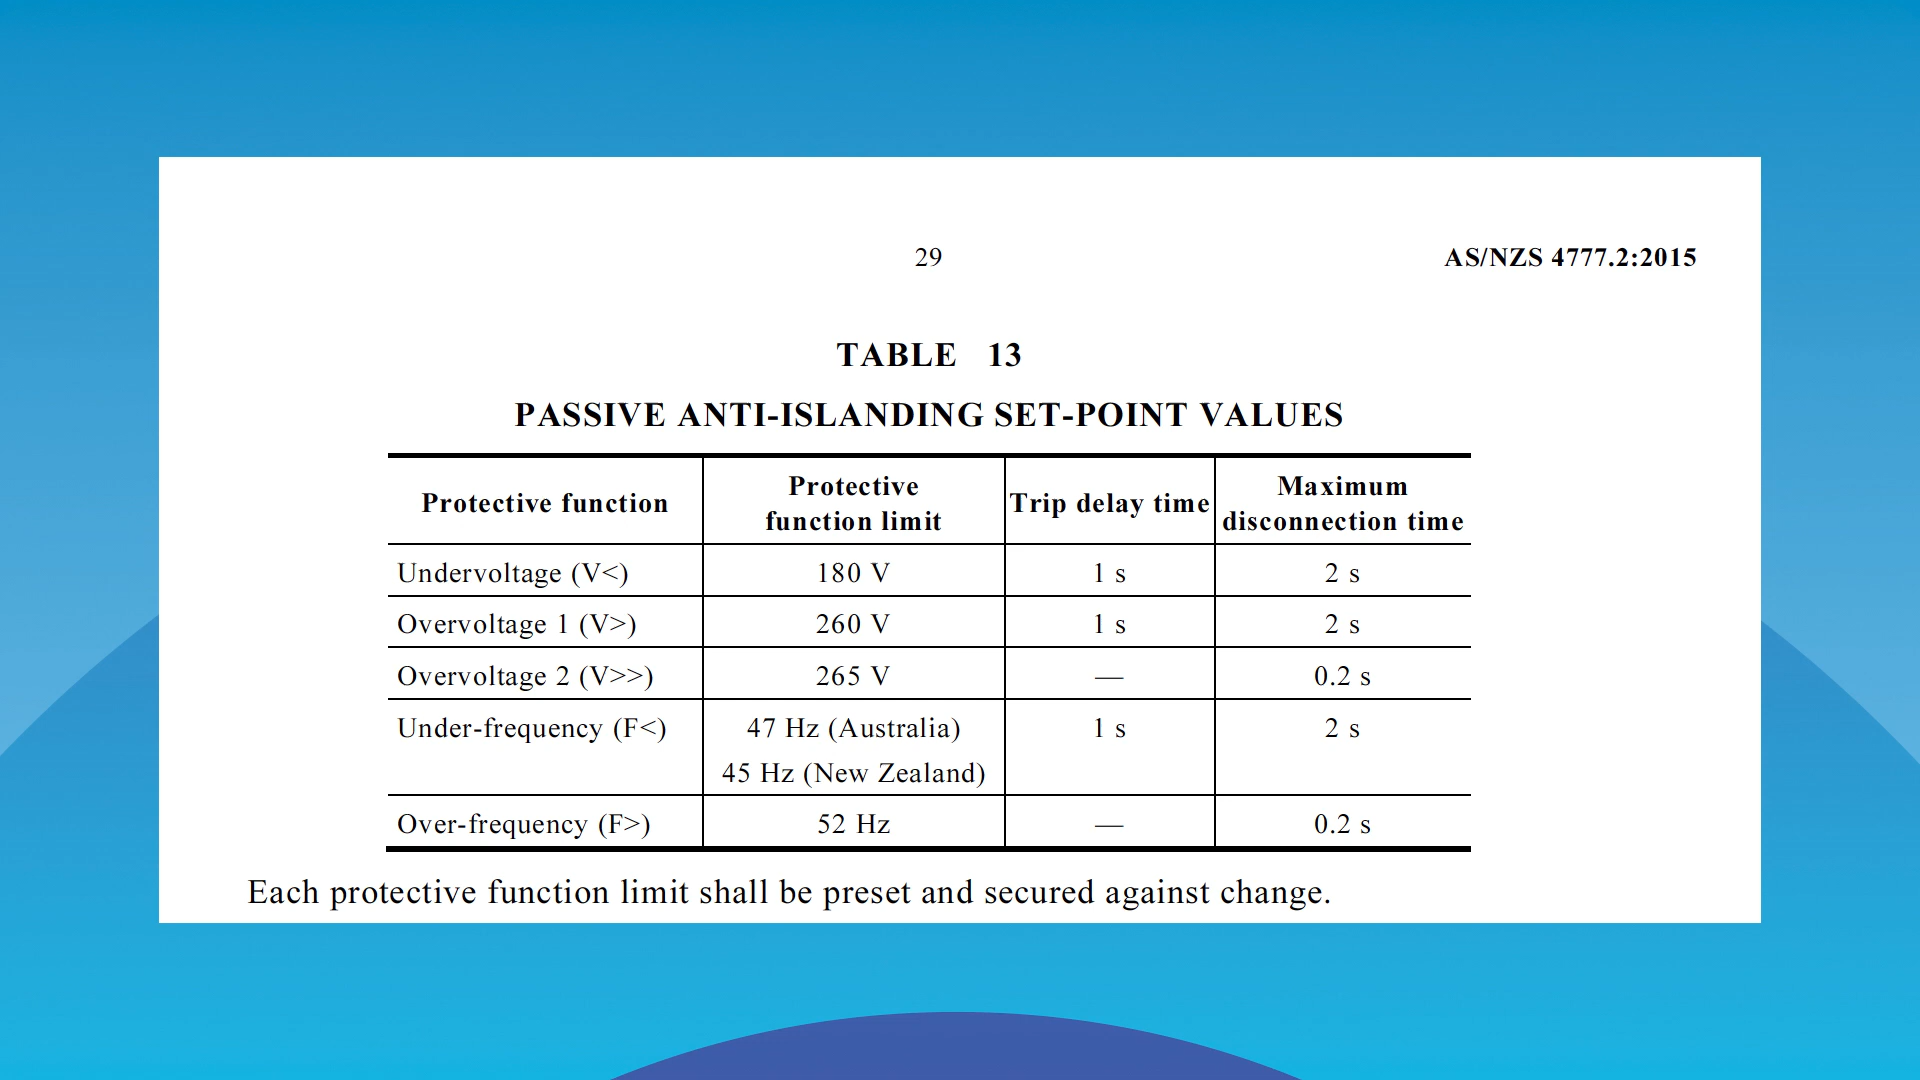 29 AS/NZS 4777.2:2015
TABLE 13
PASSIVE ANTI-ISLANDING SET-POINT VALUES
Protective function Protective function limit Trip delay time Maximum disconnection time
Undervoltage (V<) 180 V 1 s 2 s
Overvoltage 1 (V>) 260 V 1 s 2 s
Overvoltage 2 (V>>) 265 V — 0.2 s
Under-frequency (F<) 47 Hz (Australia) 1 s 2 s
45 Hz (New Zealand)
Over-frequency (F>) 52 Hz — 0.2 s
Each protective function limit shall be preset and secured against change.